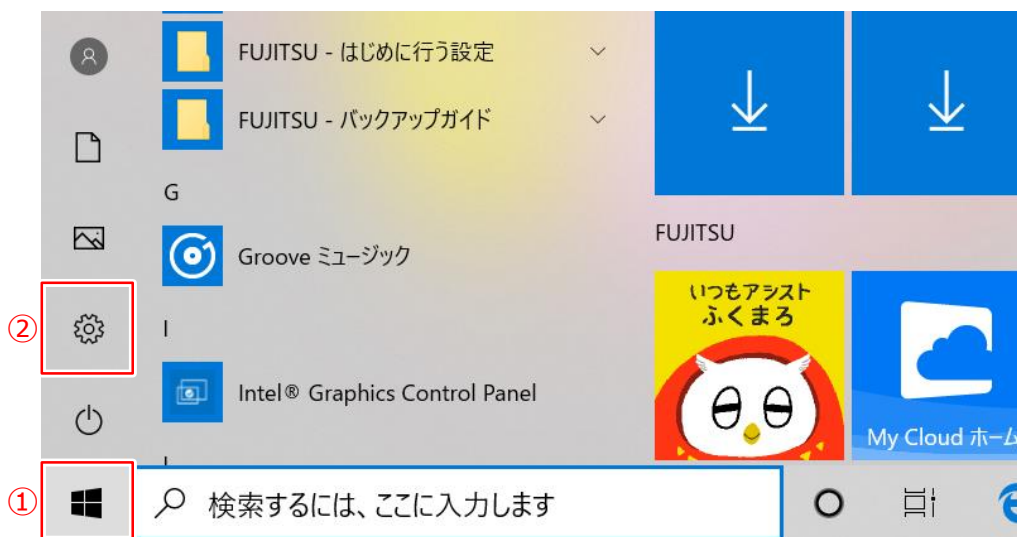 FUJITSU - はじめに行う設定
FUJITSU - バックアップガイド
G
Groove ミュージック
I
Intel® Graphics Control Panel
FUJITSU
いつもアシスト
ふくまろ
My Cloud ホーム
②
①
検索するには、ここに入力します